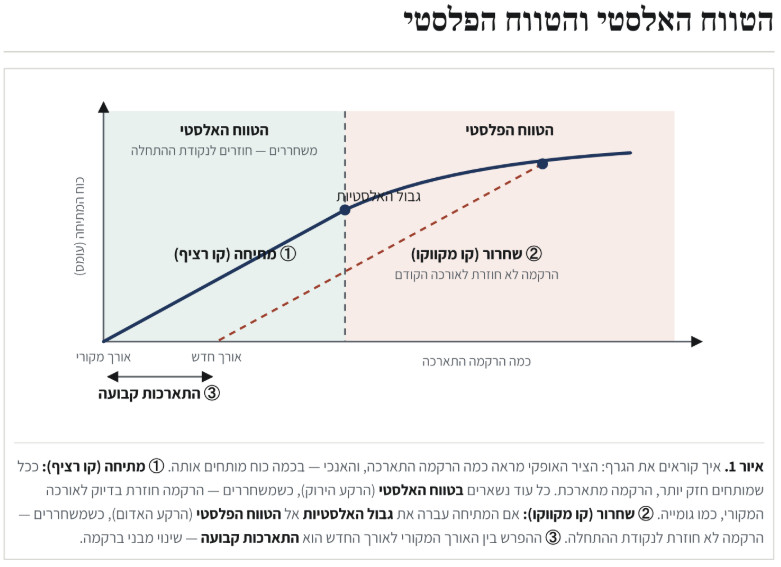 הטווח האלסטי והטווח הפלסטי
הטווח האלסטי
משחררים — חוזרים לנקודת ההתחלה
הטווח הפלסטי
גבול האלסטיות
① מתיחה (קו רציף)
② שחרור (קו מקווקו)
הרקמה לא חוזרת לאורכה הקודם
כוח המתיחה (עומס)
אורך מקורי
אורך חדש
כמה הרקמה התארכה
③ התארכות קבועה
איור 1. איך קוראים את הגרף: הציר האופקי מראה כמה הרקמה התארכה, והאנכי — בכמה כוח מותחים אותה. ① מתיחה (קו רציף): ככל
שמותחים חזק יותר, הרקמה מתארכת. כל עוד נשארים בטווח האלסטי (הרקע הירוק), כשמשחררים — הרקמה חוזרת בדיוק לאורכה
המקורי, כמו גומייה. ② שחרור (קו מקווקו): אם המתיחה עברה את גבול האלסטיות אל הטווח הפלסטי (הרקע האדום), כשמשחררים —
הרקמה לא חוזרת לנקודת ההתחלה. ③ ההפרש בין האורך המקורי לאורך החדש הוא התארכות קבועה — שינוי מבני ברקמה.